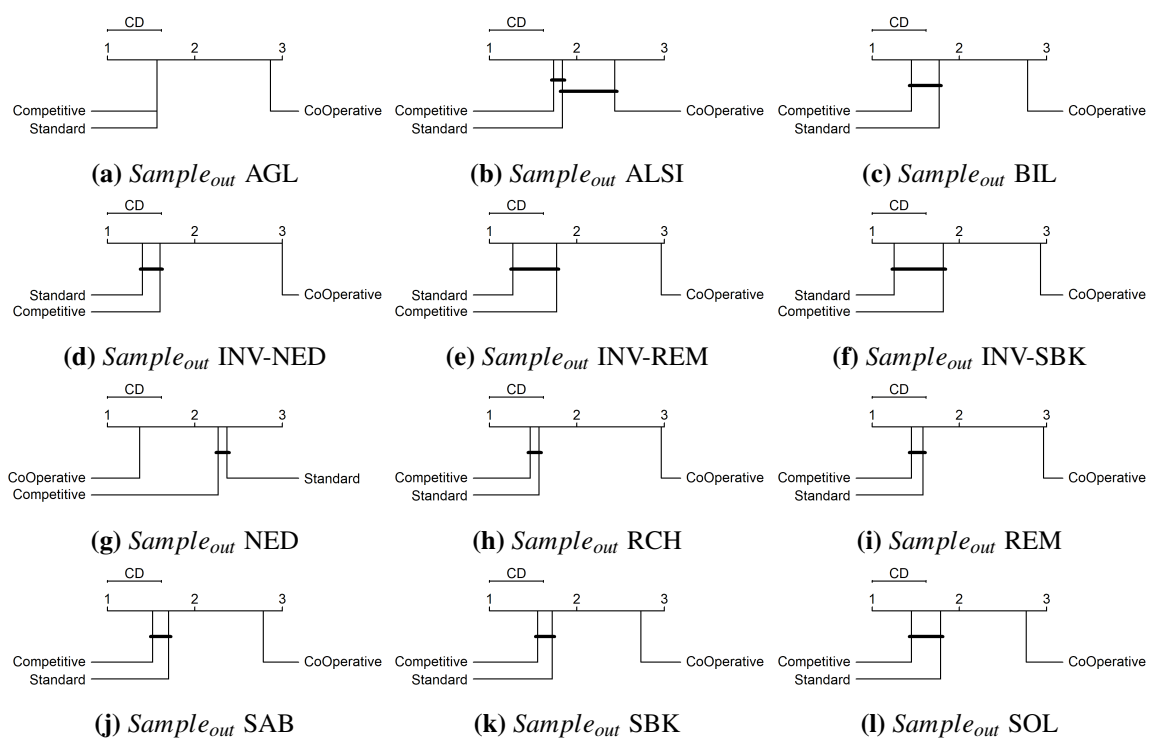 CD
1 2 3
Competitive
Standard
CoOperative
(a) Sample_out AGL
CD
1 2 3
Competitive
Standard
CoOperative
(b) Sample_out ALSI
CD
1 2 3
Competitive
Standard
CoOperative
(c) Sample_out BIL
CD
1 2 3
Standard
Competitive
CoOperative
(d) Sample_out INV-NED
CD
1 2 3
Standard
Competitive
CoOperative
(e) Sample_out INV-REM
CD
1 2 3
Standard
Competitive
CoOperative
(f) Sample_out INV-SBK
CD
1 2 3
CoOperative
Competitive
Standard
(g) Sample_out NED
CD
1 2 3
Competitive
Standard
CoOperative
(h) Sample_out RCH
CD
1 2 3
Competitive
Standard
CoOperative
(i) Sample_out REM
CD
1 2 3
Competitive
Standard
CoOperative
(j) Sample_out SAB
CD
1 2 3
Competitive
Standard
CoOperative
(k) Sample_out SBK
CD
1 2 3
Competitive
Standard
CoOperative
(l) Sample_out SOL